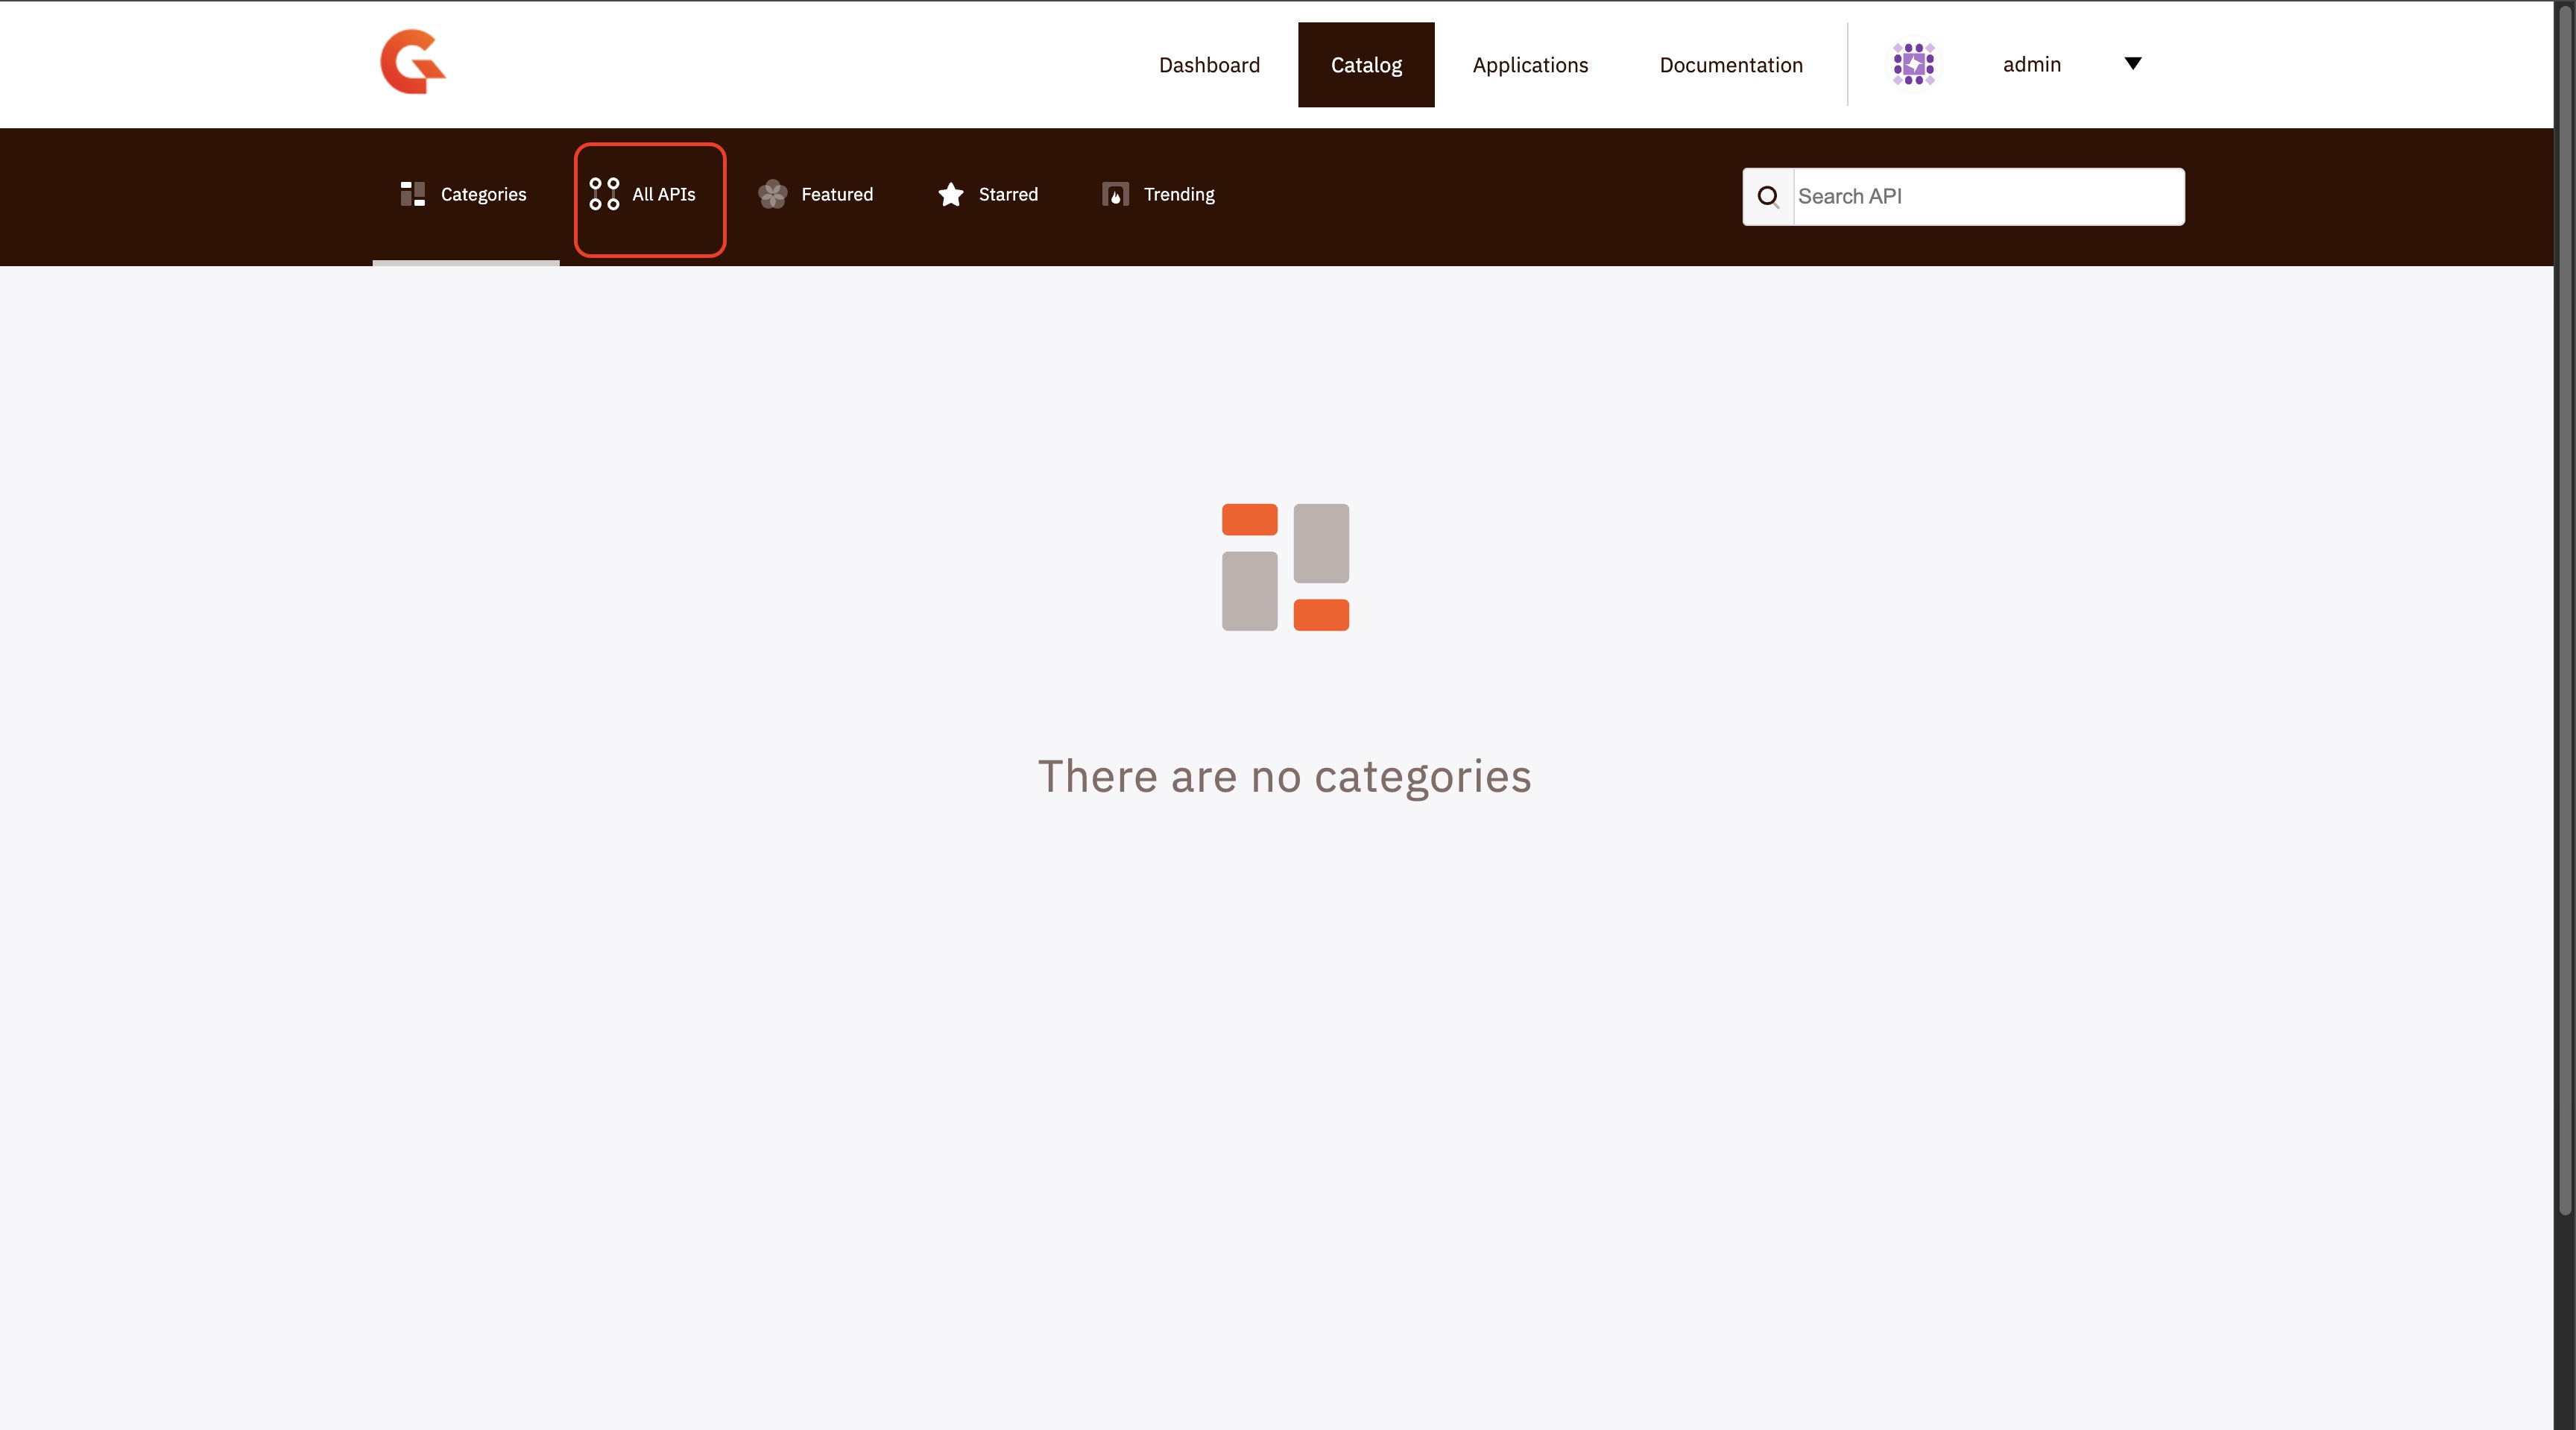 Dashboard Catalog Applications Documentation admin
Categories All APIs Featured Starred Trending Search API
There are no categories